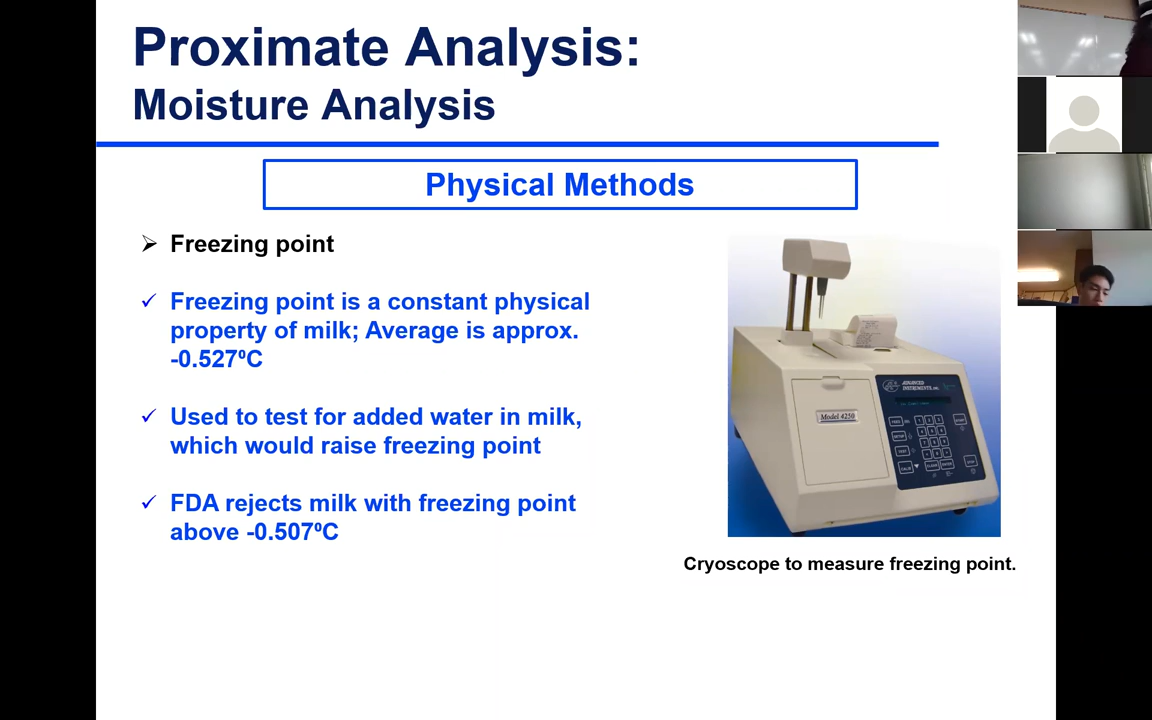 Proximate Analysis:
Moisture Analysis
Physical Methods
➢ Freezing point
✓ Freezing point is a constant physical
property of milk; Average is approx.
-0.527⁰C
✓ Used to test for added water in milk,
which would raise freezing point
✓ FDA rejects milk with freezing point
above -0.507⁰C
ADVANCED
INSTRUMENTS, INC.
Model 4250
Cryoscope to measure freezing point.